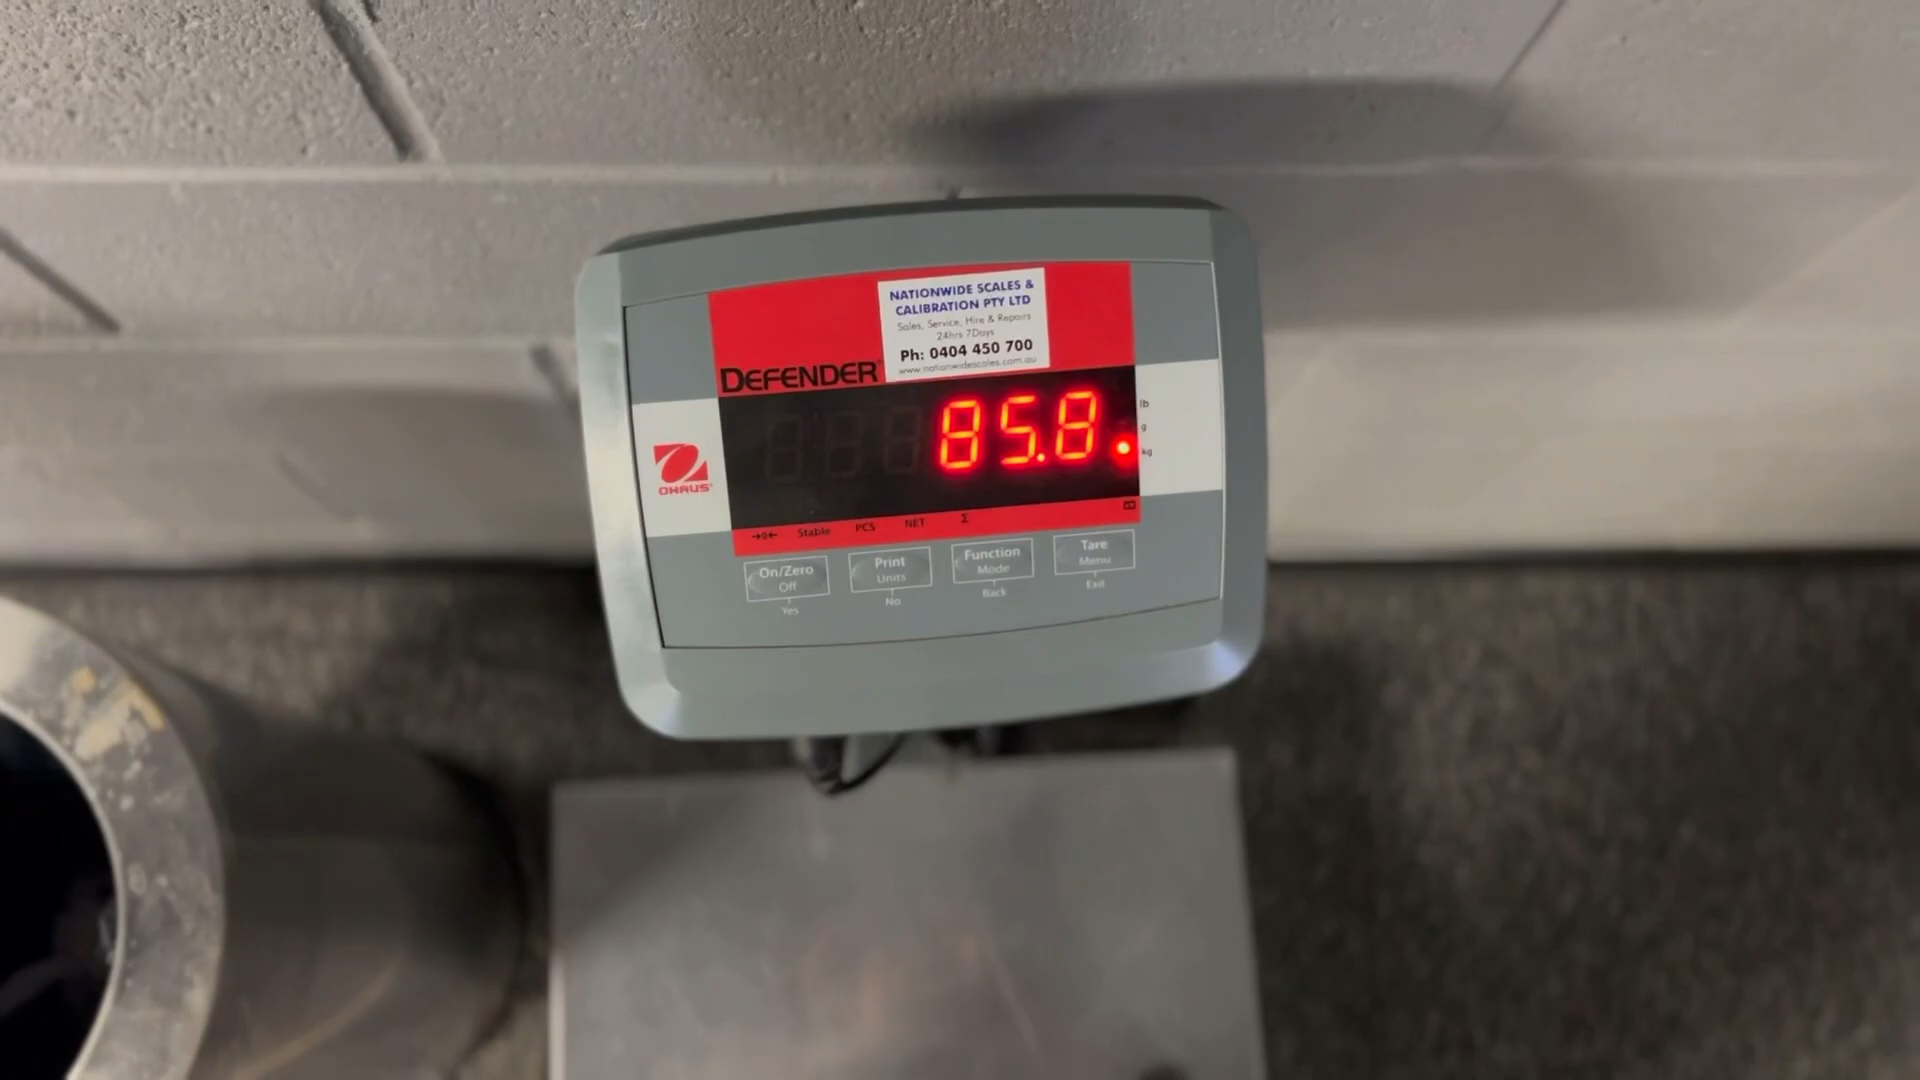 NATIONWIDE SCALES &
CALIBRATION PTY LTD
Sales, Service, Hire & Repairs
24hrs 7Days
Ph: 0404 450 700
www.nationwidescales.com.au
DEFENDER
85.8
lb
g
kg
OHAUS
→0← Stable PCS NET Σ
On/Zero
Off
Yes
Print
Units
No
Function
Mode
Back
Tare
Menu
Exit